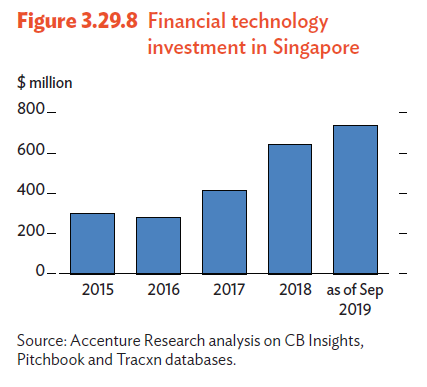 Figure 3.29.8 Financial technology
investment in Singapore
$ million
800
600
400
200
0
2015 2016 2017 2018 as of Sep
2019
Source: Accenture Research analysis on CB Insights,
Pitchbook and Tracxn databases.